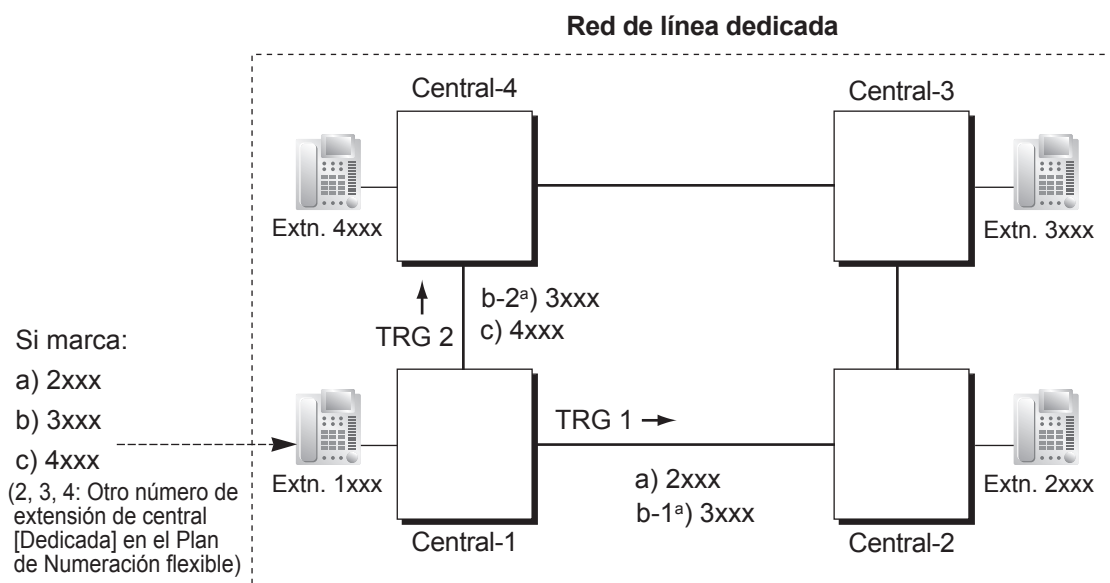 Red de línea dedicada
Central-4
Central-3
Extn. 4xxx
Extn. 3xxx
b-2ᵃ) 3xxx
TRG 2
c) 4xxx
Si marca:
a) 2xxx
b) 3xxx
c) 4xxx
(2, 3, 4: Otro número de
extensión de central
[Dedicada] en el Plan
de Numeración flexible)
TRG 1
Extn. 1xxx
a) 2xxx
b-1ᵃ) 3xxx
Extn. 2xxx
Central-1
Central-2